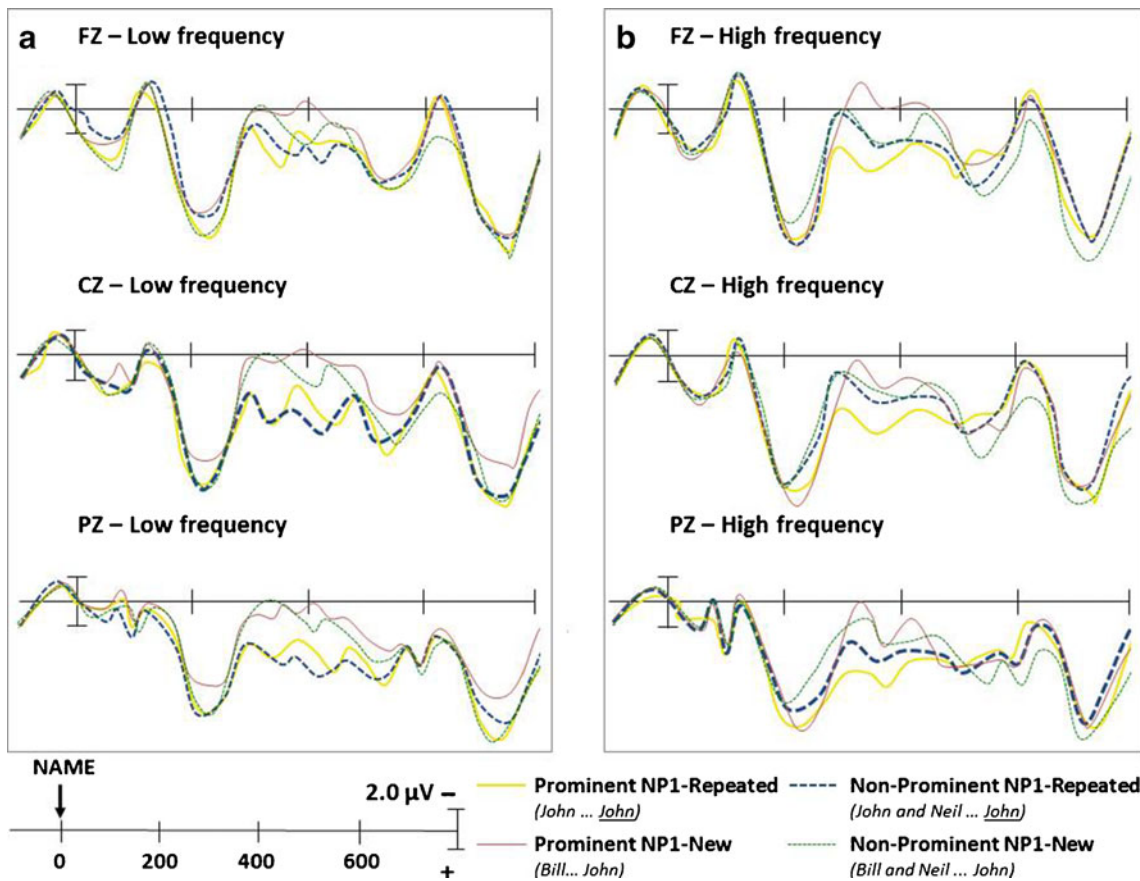 a
FZ – Low frequency
CZ – Low frequency
PZ – Low frequency
b
FZ – High frequency
CZ – High frequency
PZ – High frequency
NAME
2.0 µV –
+
0 200 400 600
Prominent NP1-Repeated
(John ... John)
Prominent NP1-New
(Bill... John)
Non-Prominent NP1-Repeated
(John and Neil ... John)
Non-Prominent NP1-New
(Bill and Neil ... John)